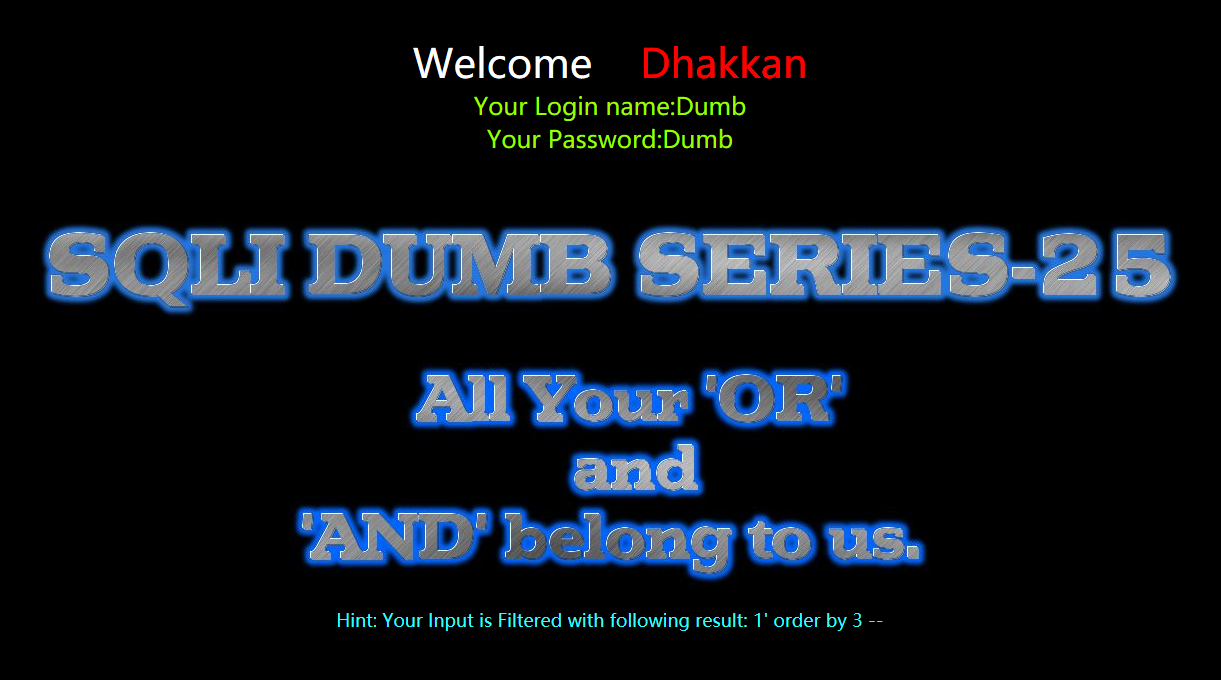 Welcome Dhakkan
Your Login name:Dumb
Your Password:Dumb
SQLI DUMB SERIES-25
All Your 'OR'
and
'AND' belong to us.
Hint: Your Input is Filtered with following result: 1' order by 3 --